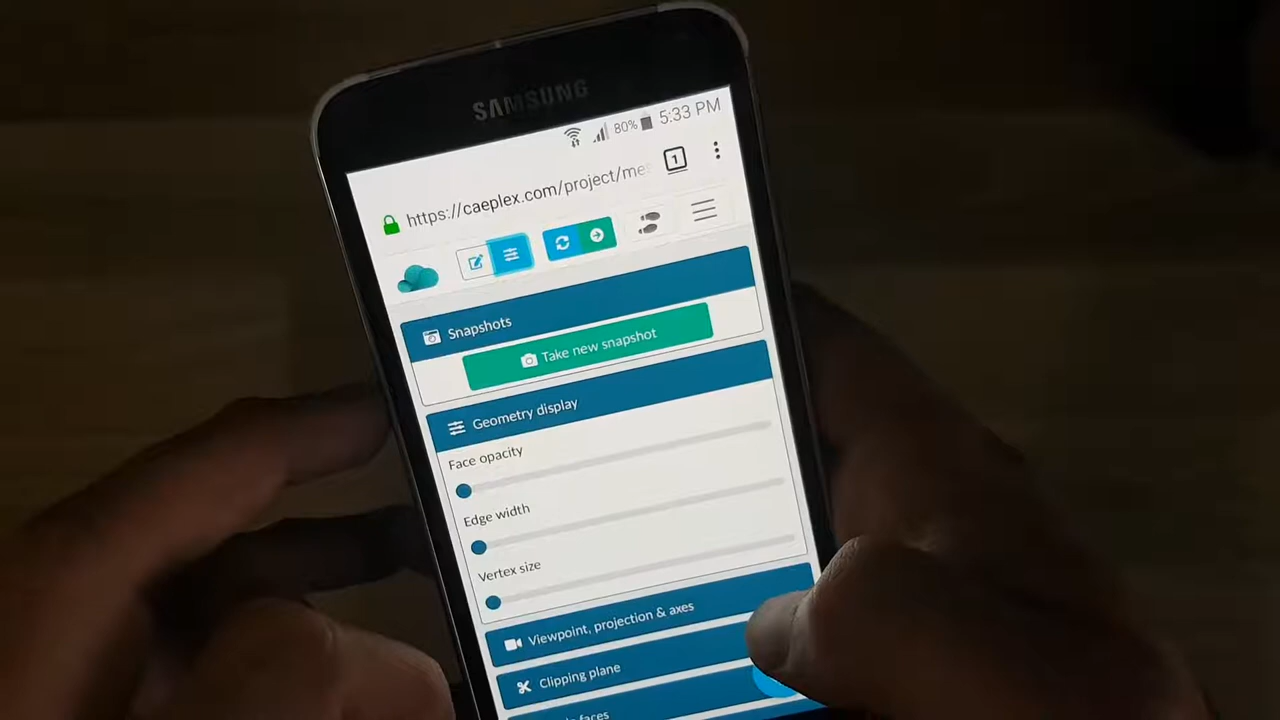 SAMSUNG
80% 5:33 PM
https://caeplex.com/project/me
1
Snapshots
Take new snapshot
Geometry display
Face opacity
Edge width
Vertex size
Viewpoint, projection & axes
Clipping plane
faces